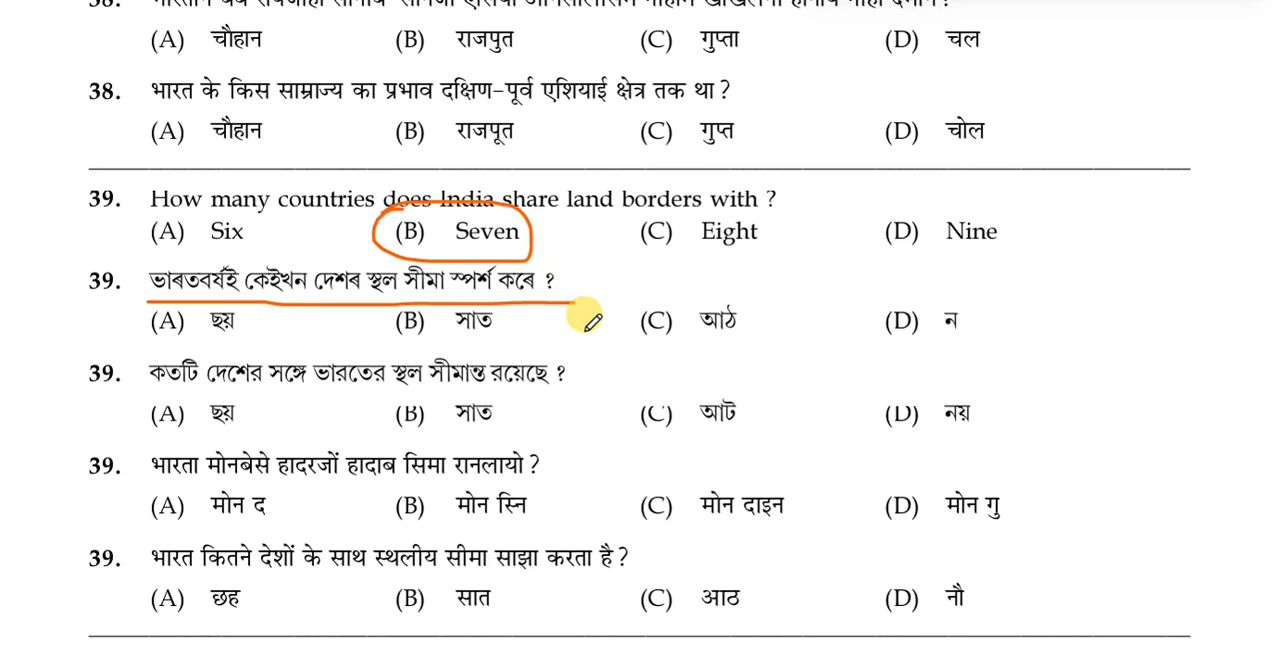 (A) चौहान (B) राजपुत (C) गुप्ता (D) चल
38. भारत के किस साम्राज्य का प्रभाव दक्षिण-पूर्व एशियाई क्षेत्र तक था ?
(A) चौहान (B) राजपूत (C) गुप्त (D) चोल
39. How many countries does India share land borders with ?
(A) Six (B) Seven (C) Eight (D) Nine
39. ভাৰতবৰ্ষই কেইখন দেশৰ স্থল সীমা স্পৰ্শ কৰে ?
(A) ছয় (B) সাত (C) আঠ (D) ন
39. কতটি দেশের সঙ্গে ভারতের স্থল সীমান্ত রয়েছে ?
(A) ছয় (B) সাত (C) আট (D) নয়
39. भारता मोनबेसे हादरजों हादाब सिमा रानलायो ?
(A) मोन द (B) मोन स्नि (C) मोन दाइन (D) मोन गु
39. भारत कितने देशों के साथ स्थलीय सीमा साझा करता है ?
(A) छह (B) सात (C) आठ (D) नौ